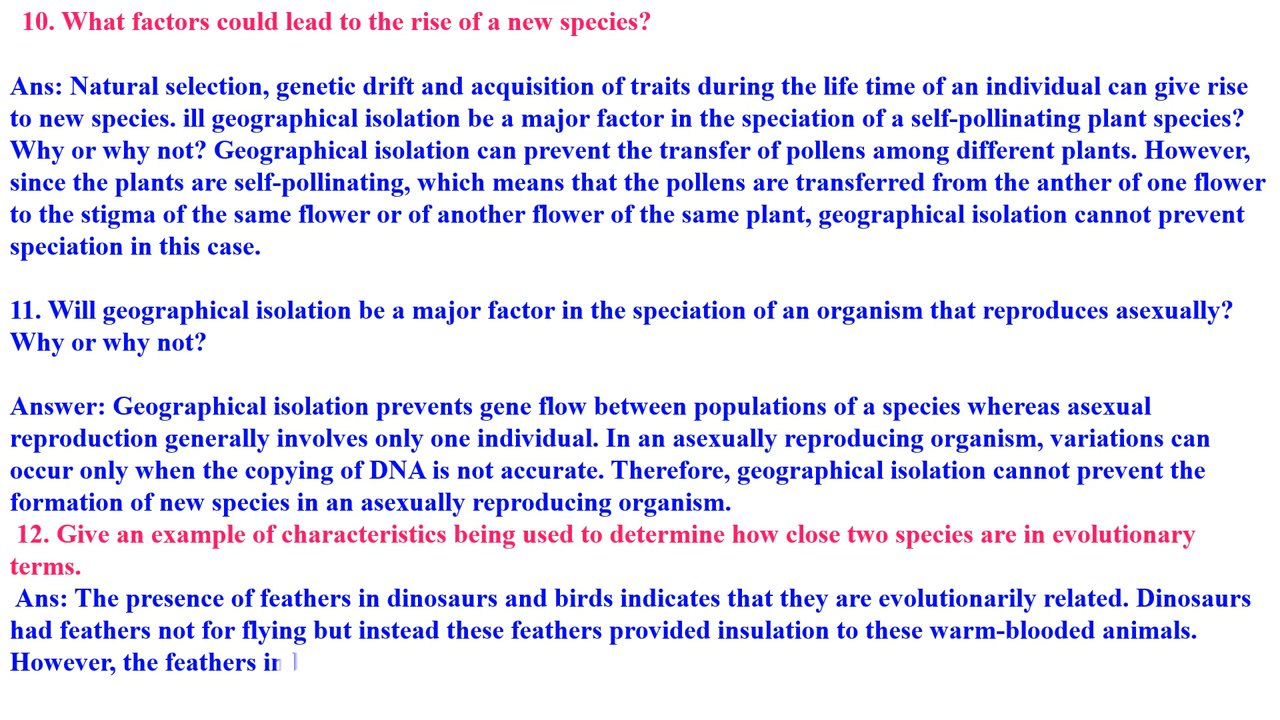 10. What factors could lead to the rise of a new species?
Ans: Natural selection, genetic drift and acquisition of traits during the life time of an individual can give rise
to new species. ill geographical isolation be a major factor in the speciation of a self-pollinating plant species?
Why or why not? Geographical isolation can prevent the transfer of pollens among different plants. However,
since the plants are self-pollinating, which means that the pollens are transferred from the anther of one flower
to the stigma of the same flower or of another flower of the same plant, geographical isolation cannot prevent
speciation in this case.
11. Will geographical isolation be a major factor in the speciation of an organism that reproduces asexually?
Why or why not?
Answer: Geographical isolation prevents gene flow between populations of a species whereas asexual
reproduction generally involves only one individual. In an asexually reproducing organism, variations can
occur only when the copying of DNA is not accurate. Therefore, geographical isolation cannot prevent the
formation of new species in an asexually reproducing organism.
12. Give an example of characteristics being used to determine how close two species are in evolutionary
terms.
Ans: The presence of feathers in dinosaurs and birds indicates that they are evolutionarily related. Dinosaurs
had feathers not for flying but instead these feathers provided insulation to these warm-blooded animals.
However, the feathers in